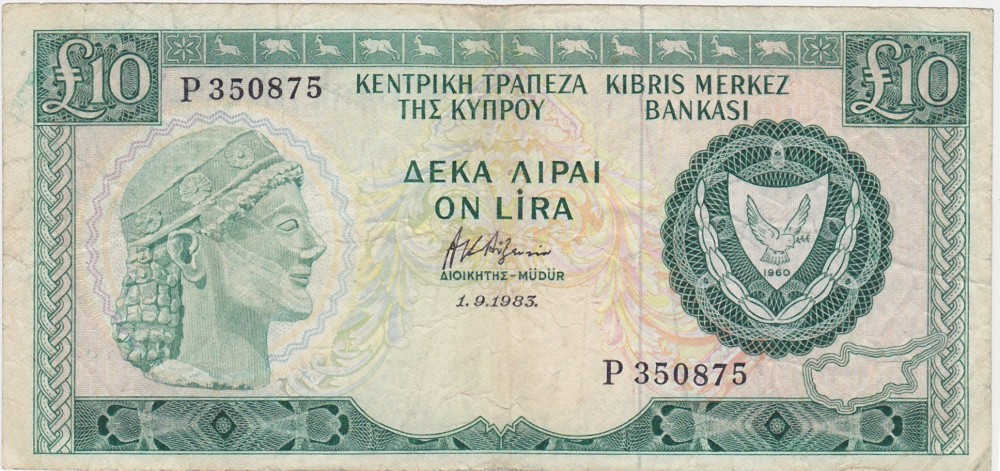 £10
£10
P 350875
ΚΕΝΤΡΙΚΗ ΤΡΑΠΕΖΑ
ΤΗΣ ΚΥΠΡΟΥ
KIBRIS MERKEZ
BANKASI
ΔΕΚΑ ΛΙΡΑΙ
ON LİRA
ΔΙΟΙΚΗΤΗΣ - MÜDÜR
1.9.1983.
1960
P 350875